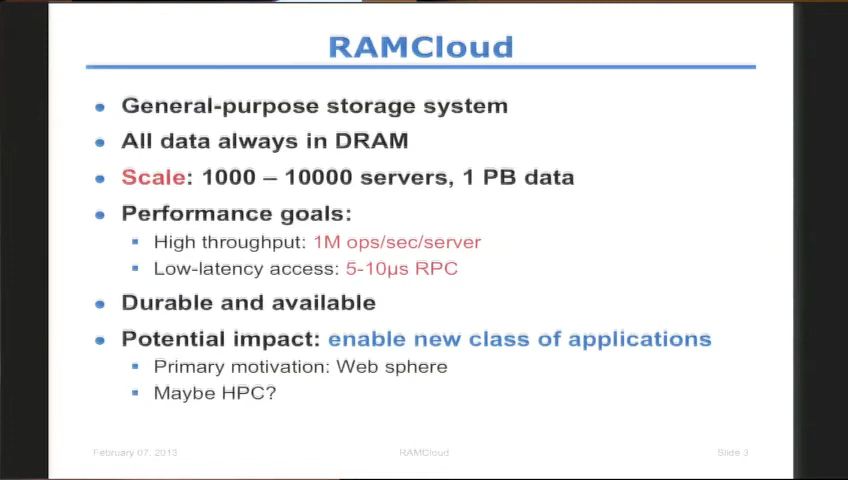 RAMCloud
General-purpose storage system
All data always in DRAM
Scale: 1000 – 10000 servers, 1 PB data
Performance goals:
High throughput: 1M ops/sec/server
Low-latency access: 5-10µs RPC
Durable and available
Potential impact: enable new class of applications
Primary motivation: Web sphere
Maybe HPC?
February 07, 2013 RAMCloud Slide 3